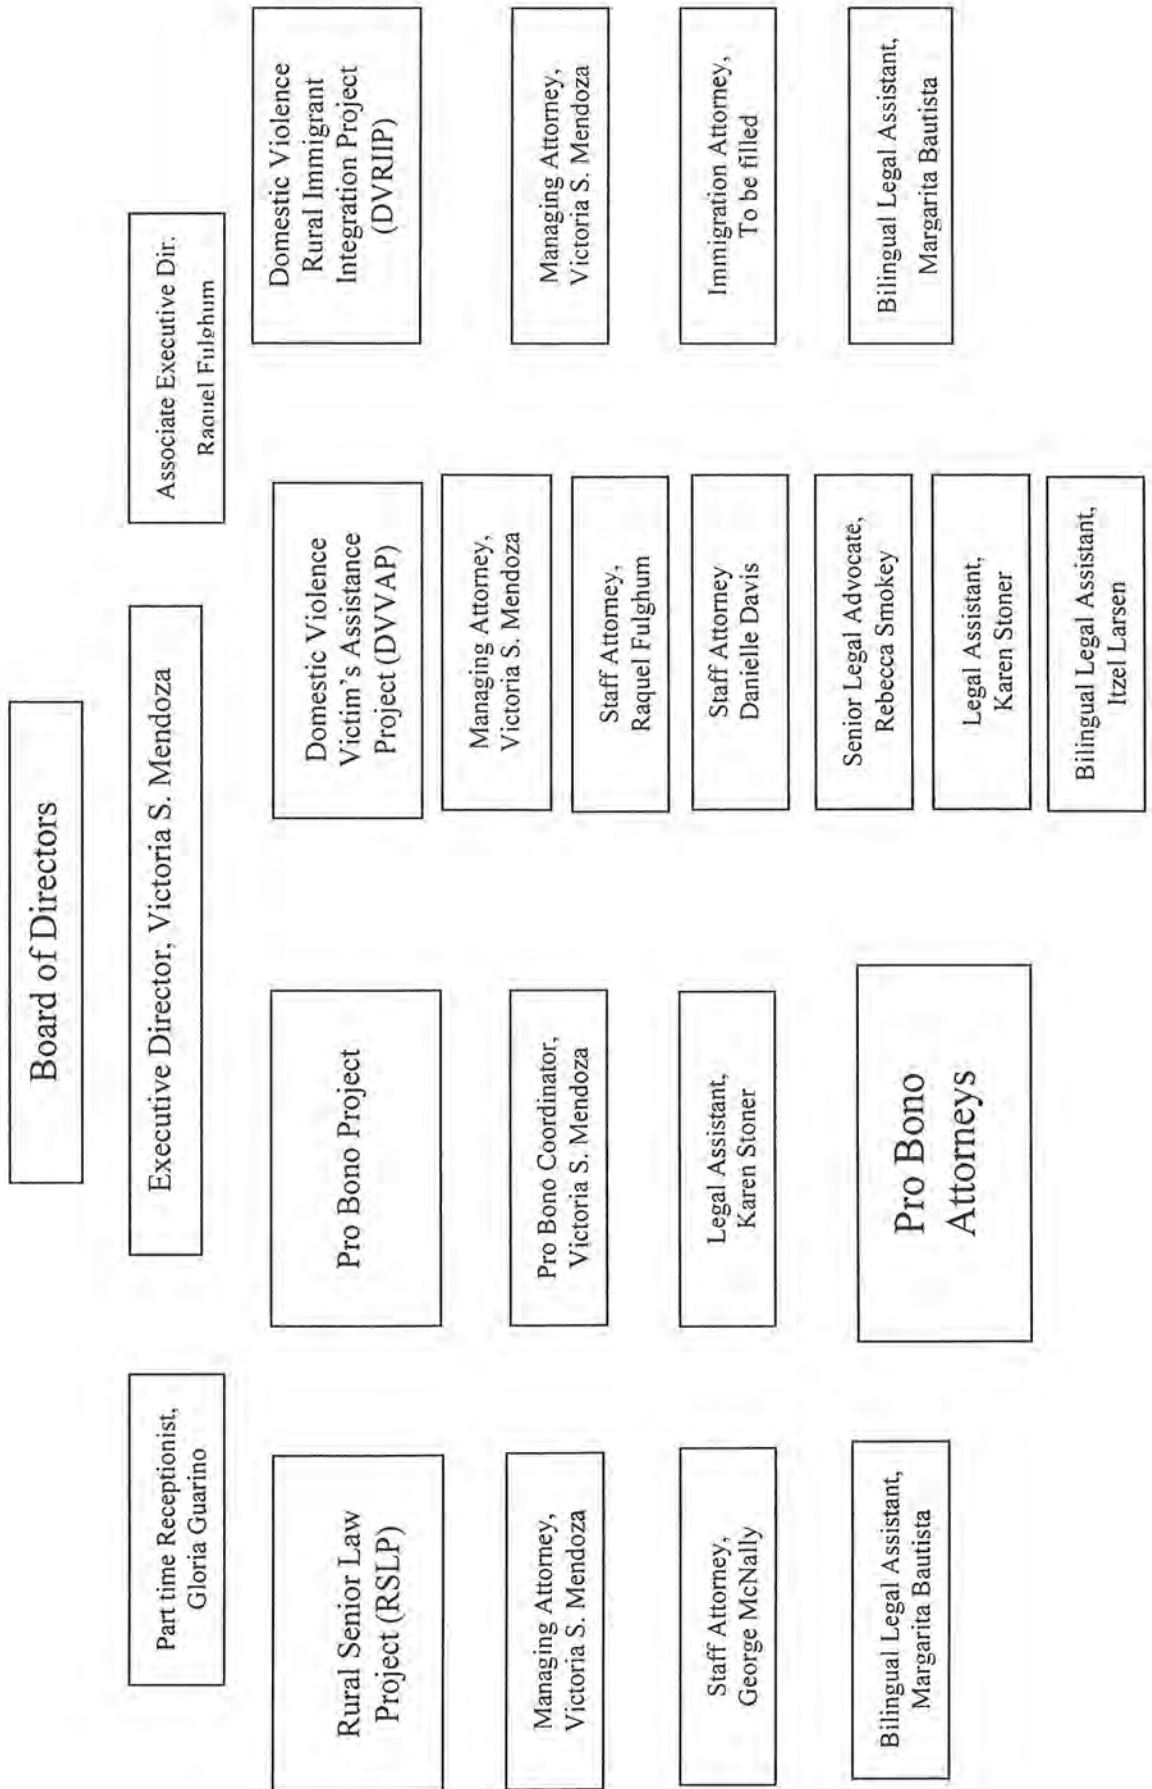 Board of Directors
Part time Receptionist,
Gloria Guarino
Executive Director, Victoria S. Mendoza
Associate Executive Dir.
Raquel Fulghum
Rural Senior Law
Project (RSLP)
Managing Attorney,
Victoria S. Mendoza
Staff Attorney,
George McNally
Bilingual Legal Assistant,
Margarita Bautista
Pro Bono Project
Pro Bono Coordinator,
Victoria S. Mendoza
Legal Assistant,
Karen Stoner
Pro Bono
Attorneys
Domestic Violence
Victim's Assistance
Project (DVVAP)
Managing Attorney,
Victoria S. Mendoza
Staff Attorney,
Raquel Fulghum
Staff Attorney
Danielle Davis
Senior Legal Advocate,
Rebecca Smokey
Legal Assistant,
Karen Stoner
Bilingual Legal Assistant,
Itzel Larsen
Domestic Violence
Rural Immigrant
Integration Project
(DVRIIP)
Managing Attorney,
Victoria S. Mendoza
Immigration Attorney,
To be filled
Bilingual Legal Assistant,
Margarita Bautista